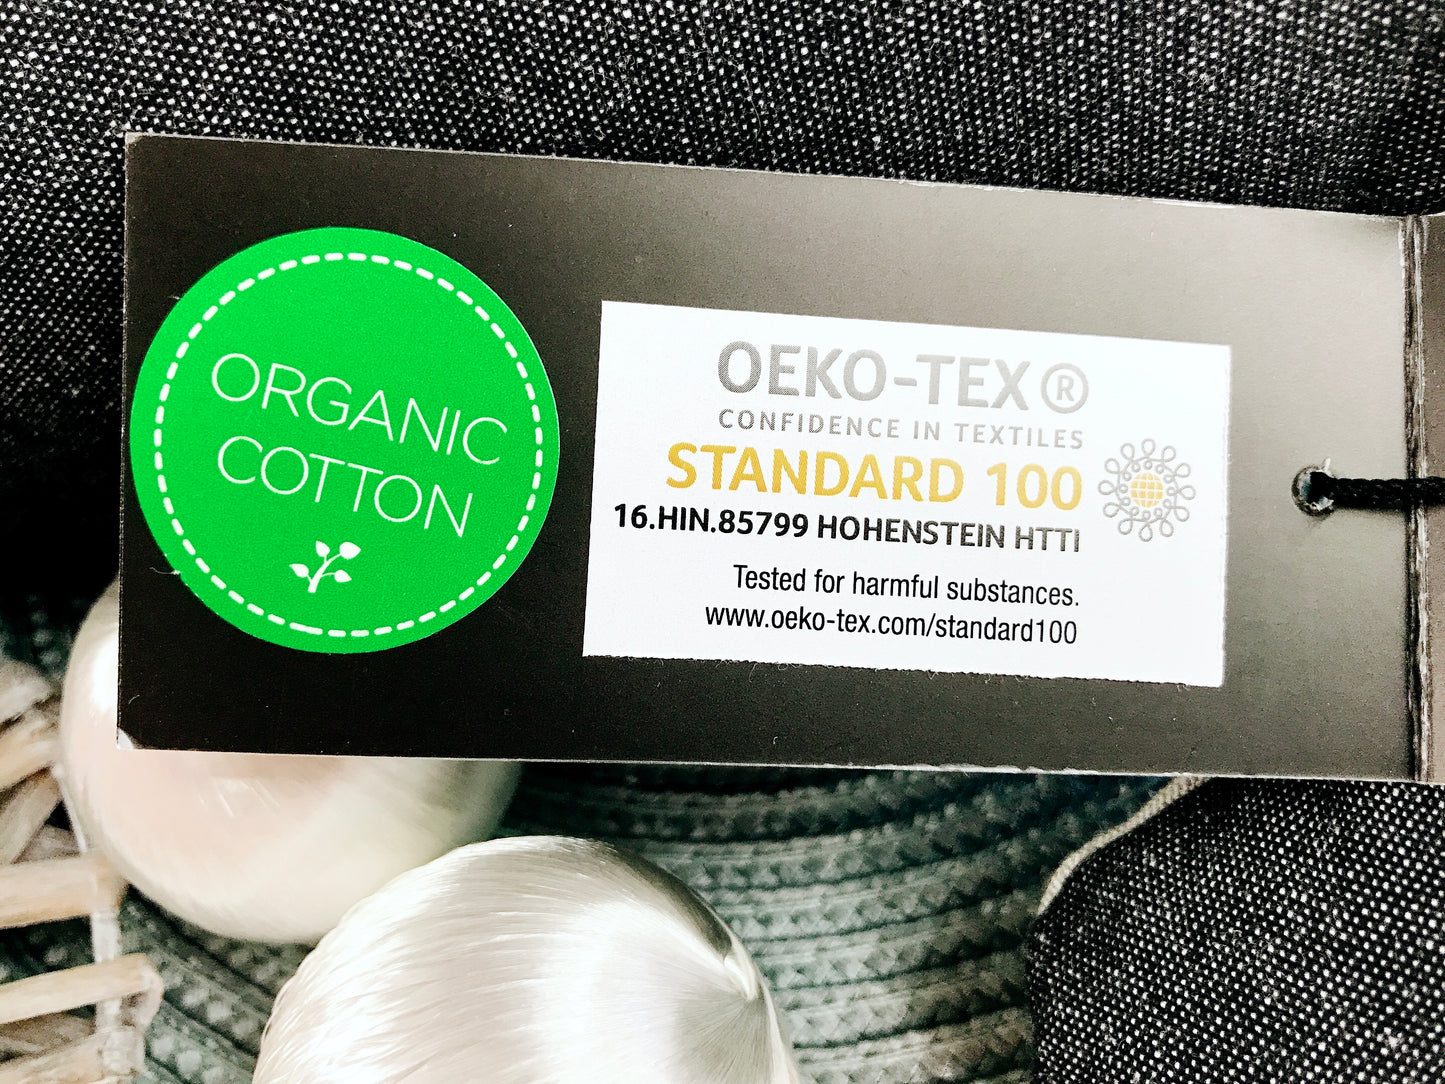 ORGANIC
COTTON
OEKO-TEX®
CONFIDENCE IN TEXTILES
STANDARD 100
16.HIN.85799 HOHENSTEIN HTTI
Tested for harmful substances.
www.oeko-tex.com/standard100